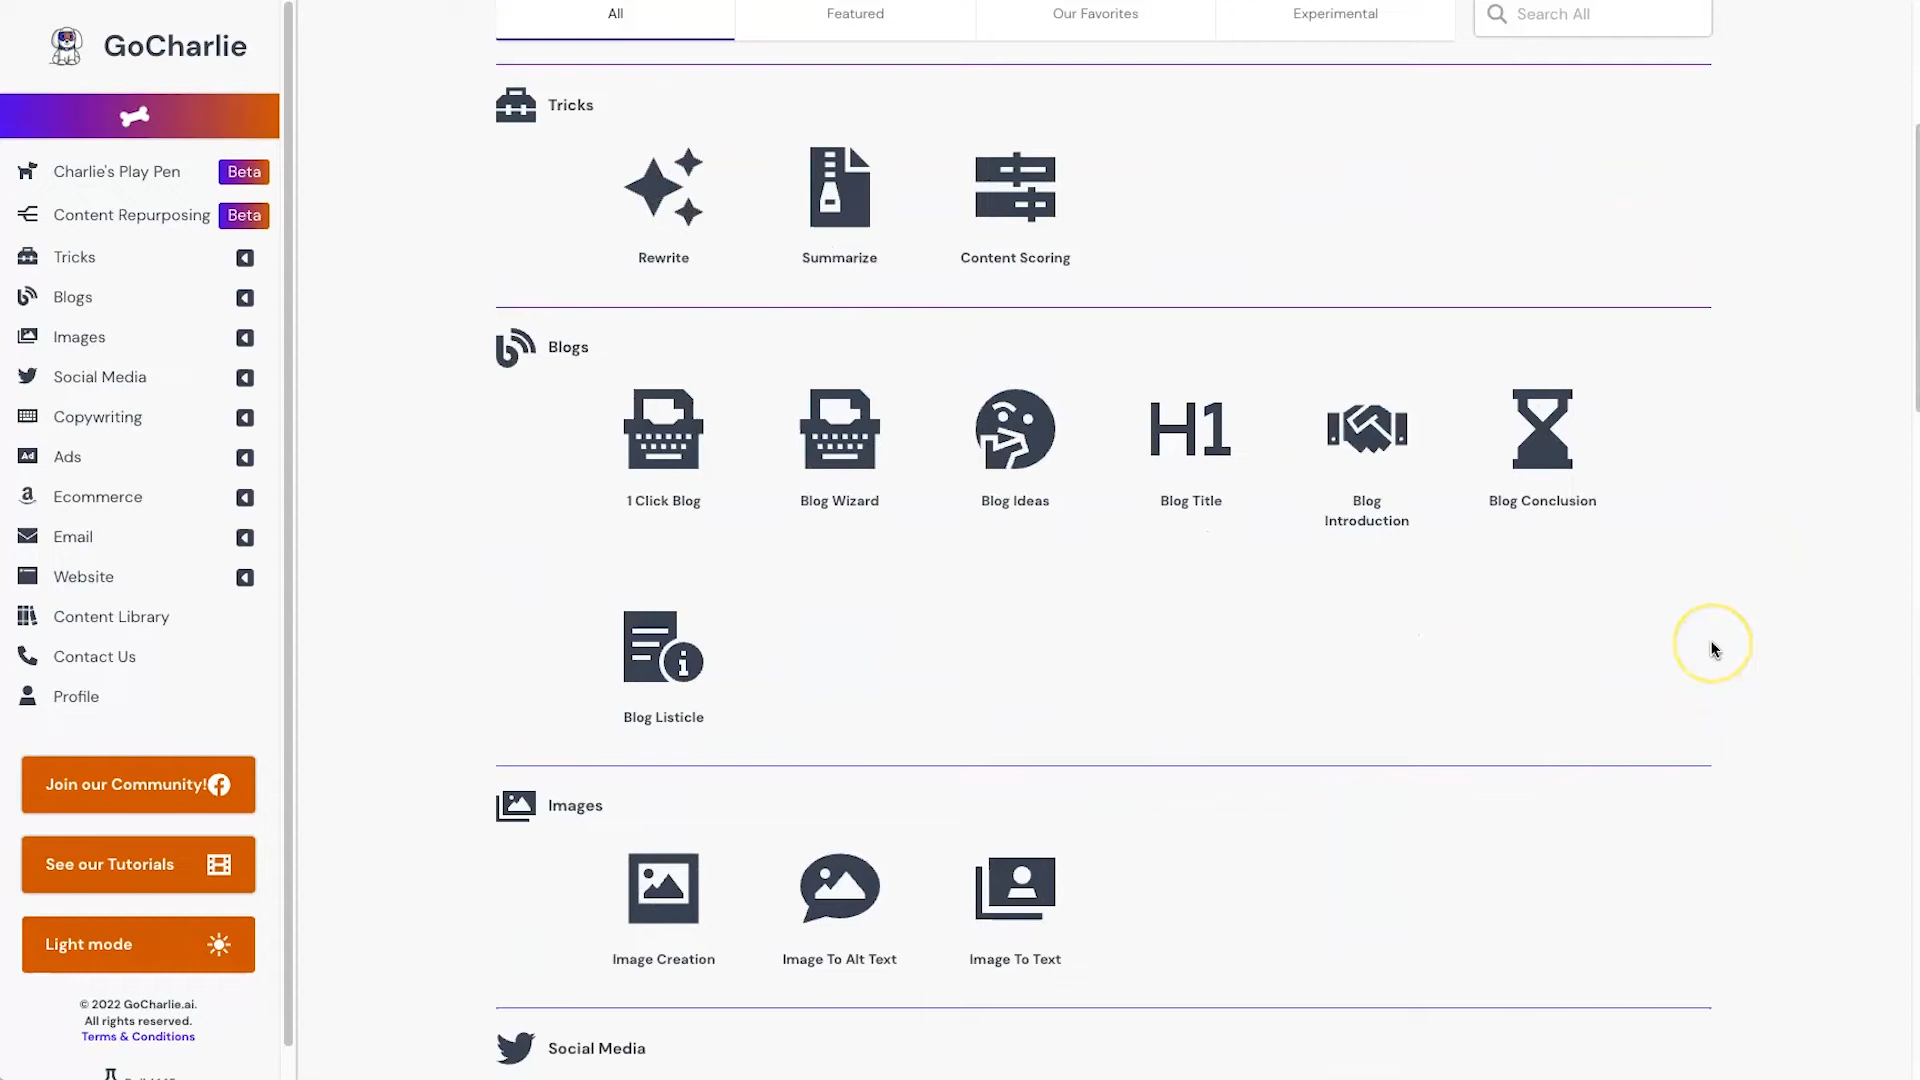 GoCharlie
Charlie's Play Pen Beta
Content Repurposing Beta
Tricks
Blogs
Images
Social Media
Copywriting
Ad Ads
Ecommerce
Email
Website
Content Library
Contact Us
Profile
Join our Community!
See our Tutorials
Light mode
© 2022 GoCharlie.ai.
All rights reserved.
Terms & Conditions
All Featured Our Favorites Experimental Search All
Tricks
Rewrite Summarize Content Scoring
Blogs
H1
1 Click Blog Blog Wizard Blog Ideas Blog Title Blog Introduction Blog Conclusion
Blog Listicle
Images
Image Creation Image To Alt Text Image To Text
Social Media